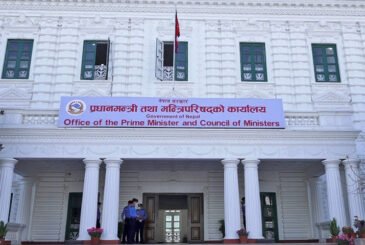 नेपाल सरकार
प्रधानमन्त्री तथा मन्त्रिपरिषद्को कार्यालय
Government of Nepal
Office of the Prime Minister and Council of Ministers